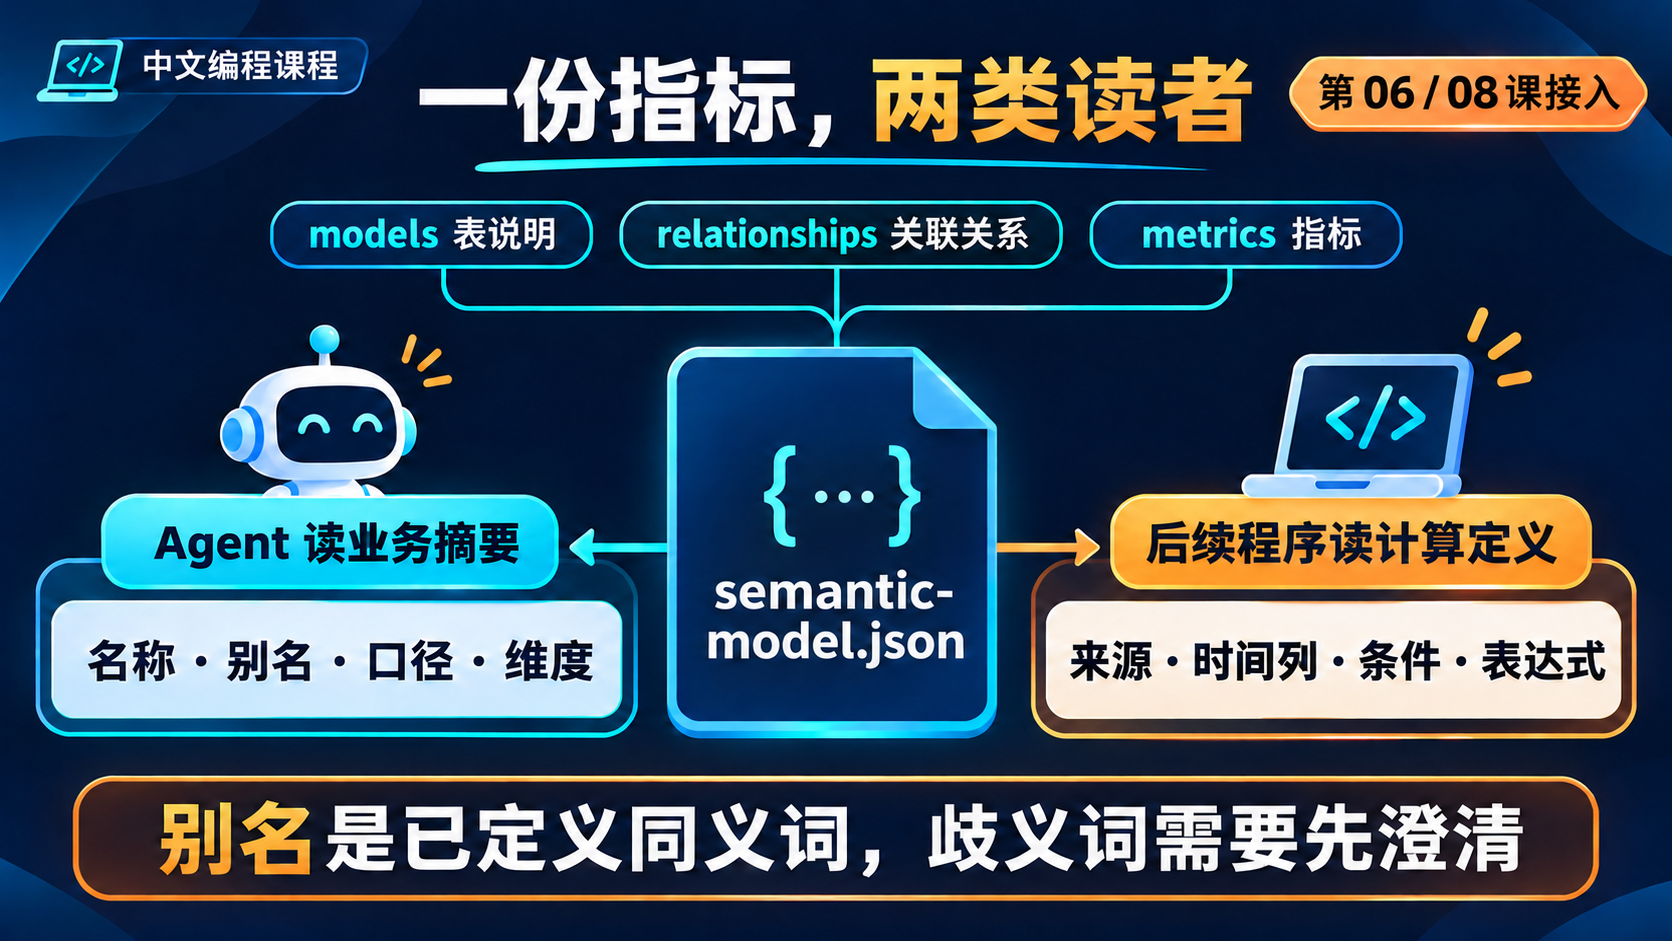 </>
中文编程课程
一份指标，两类读者
第 06 / 08 课接入
models 表说明
relationships 关联关系
metrics 指标
{...}
semantic-
model.json
</>
Agent 读业务摘要
名称·别名·口径·维度
后续程序读计算定义
来源·时间列·条件·表达式
别名是已定义同义词，歧义词需要先澄清